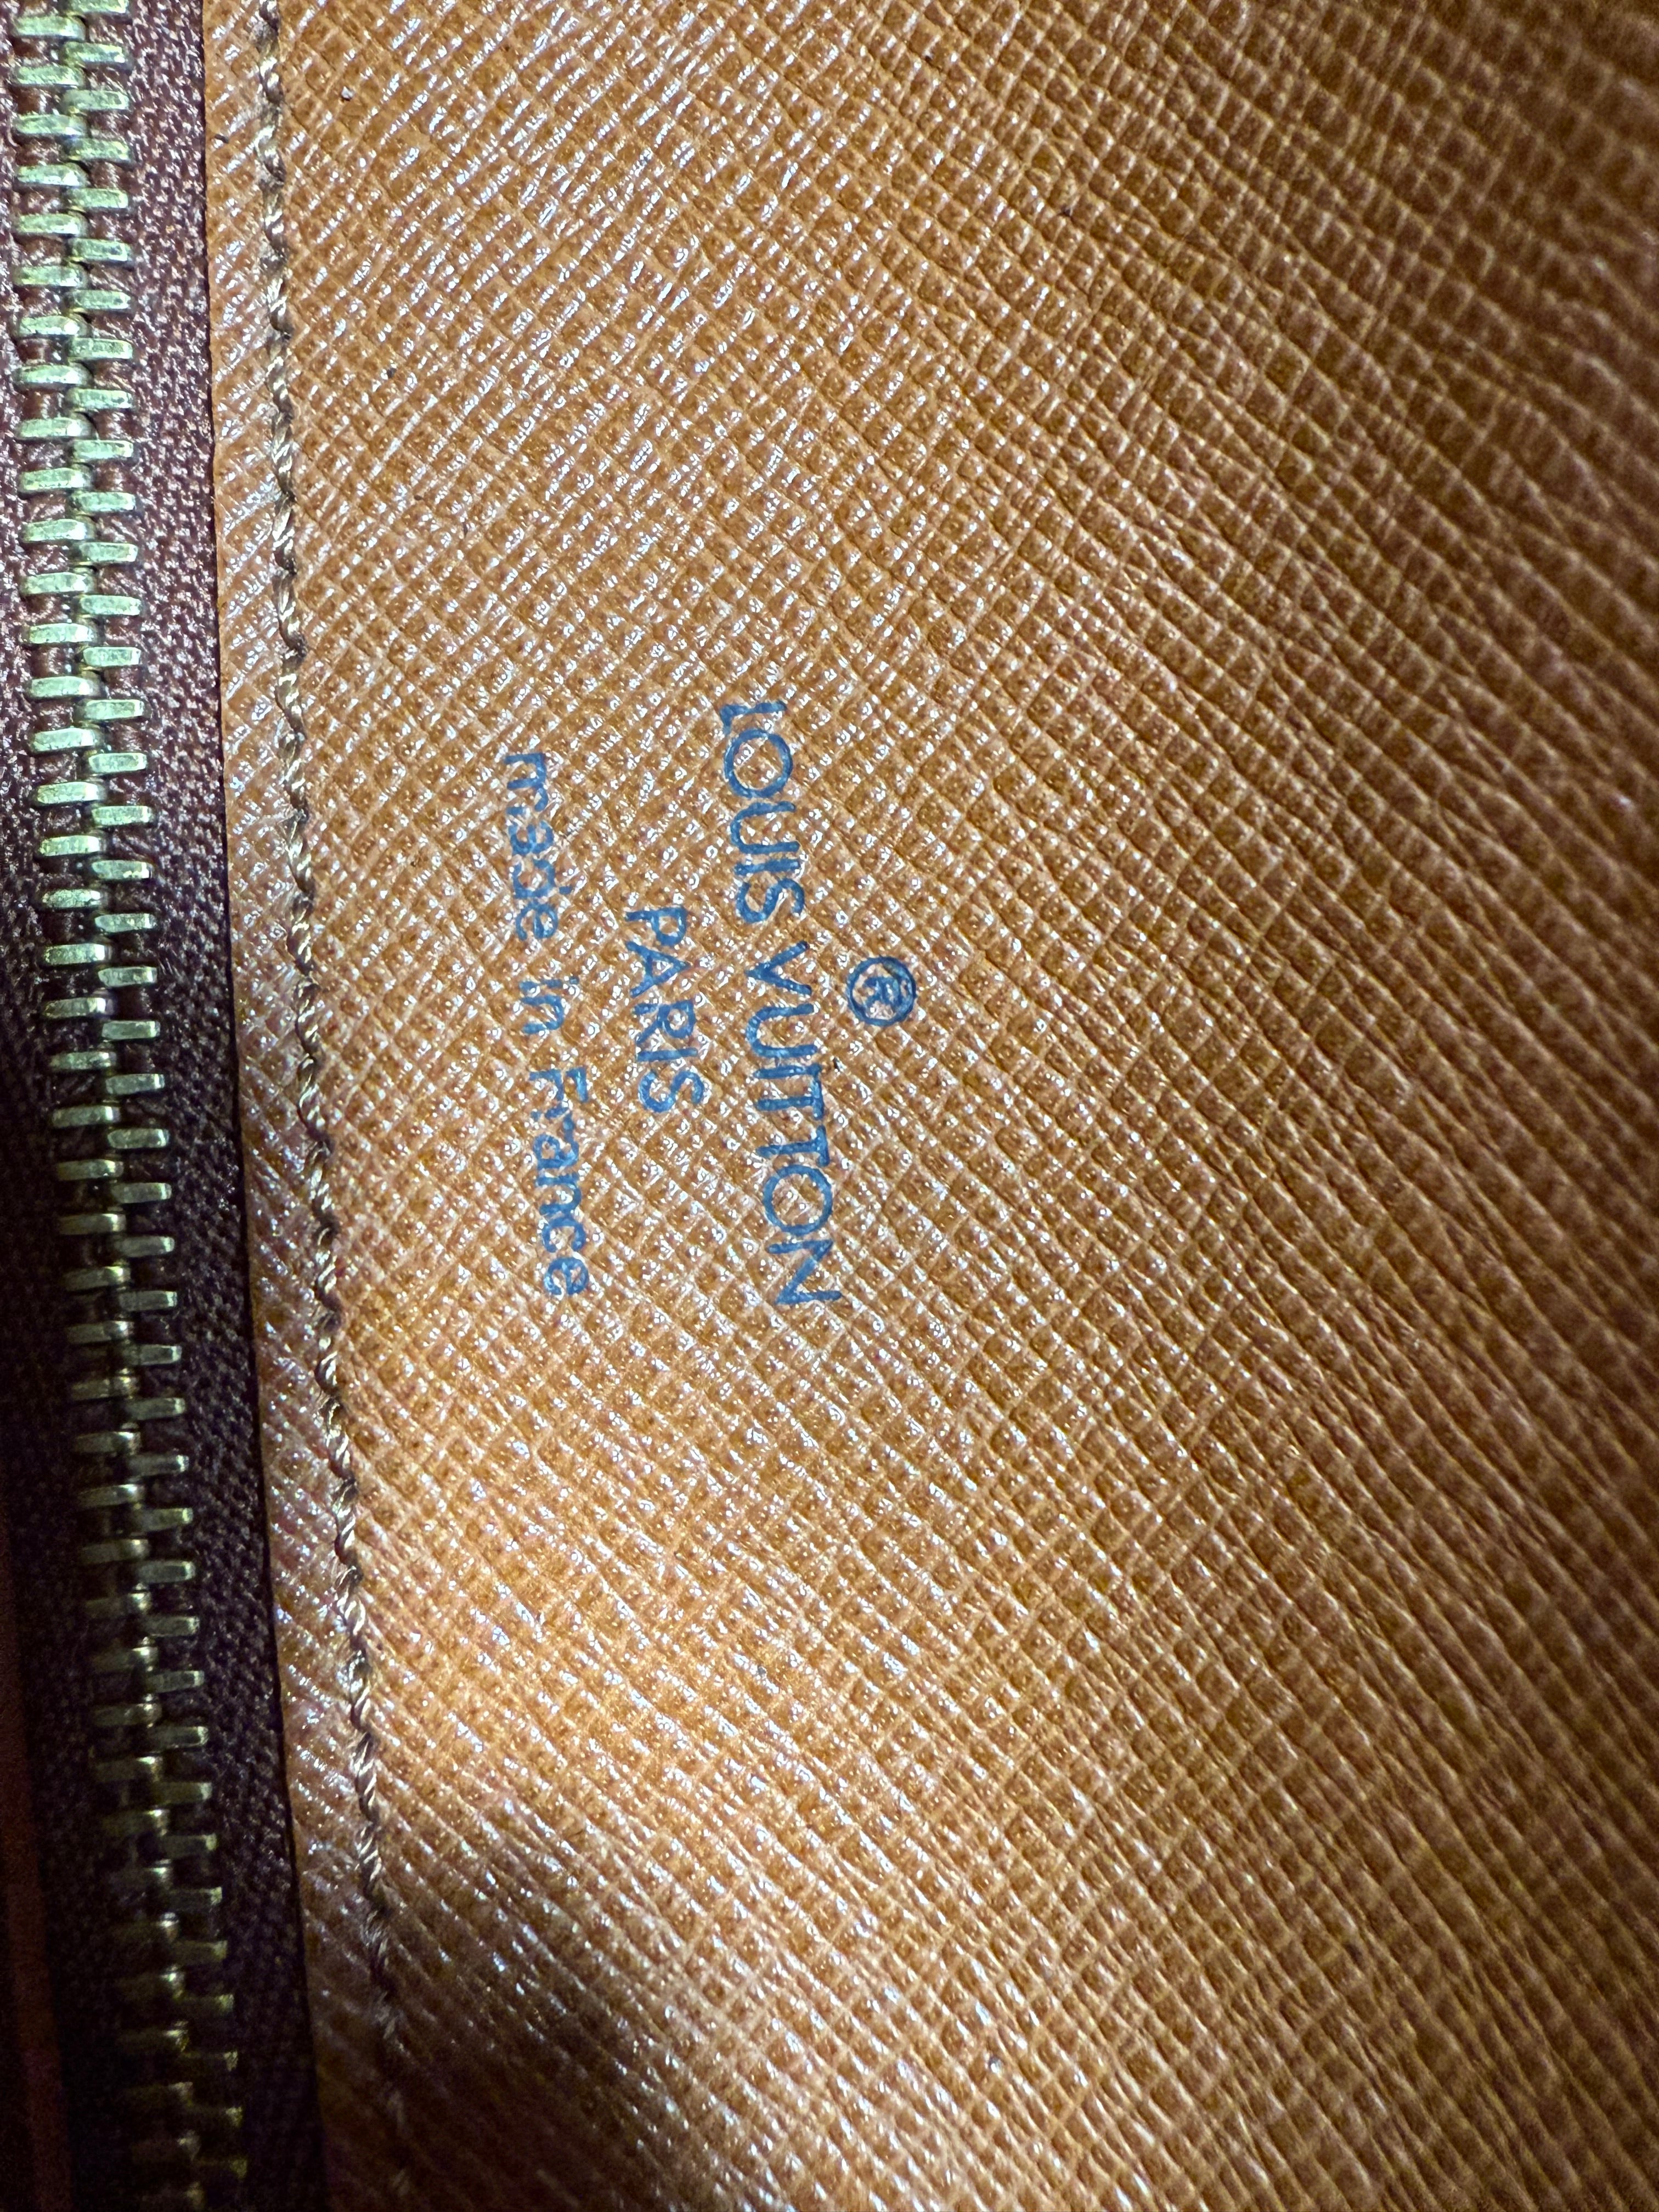 ®
LOUIS VUITTON
PARIS
made in France